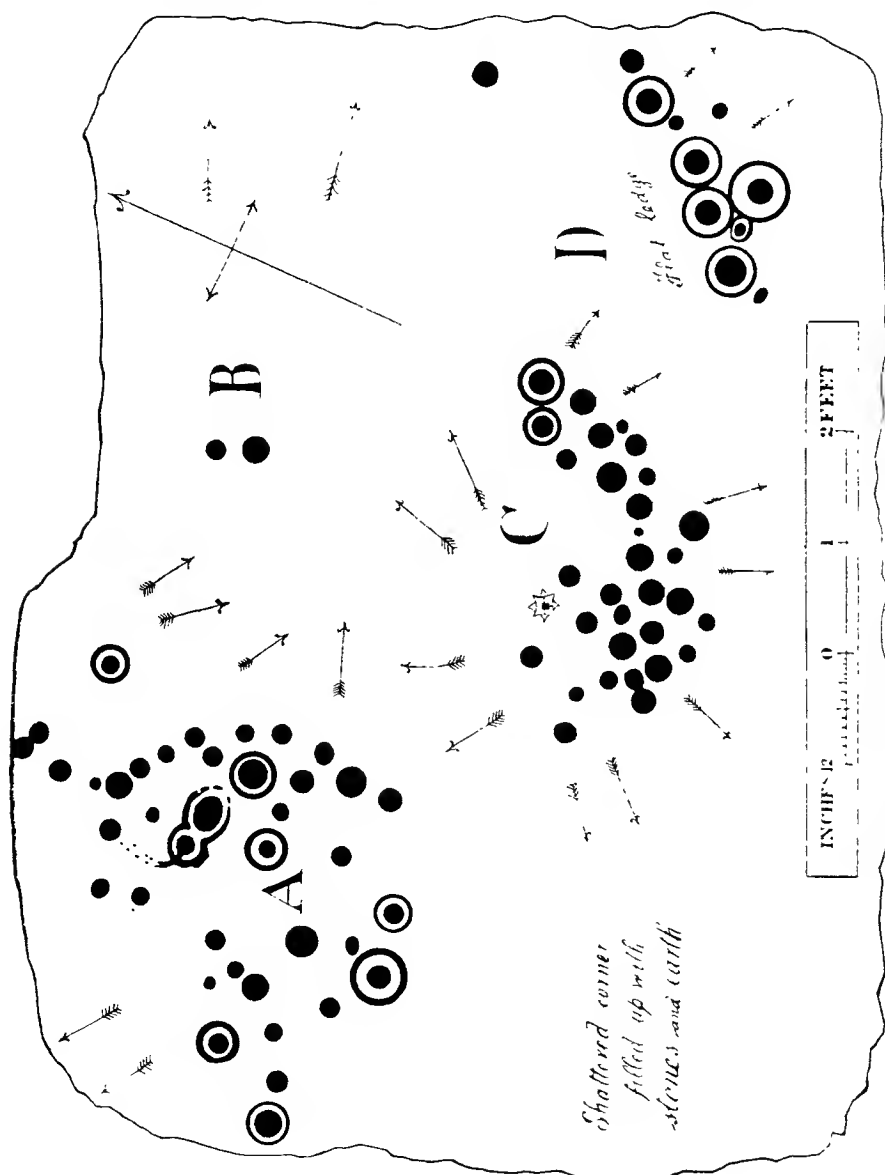 A
B
C
D
flat ledge
Shattered corner
filled up with
stones and earth
INCHES 12 0 1 2 FEET